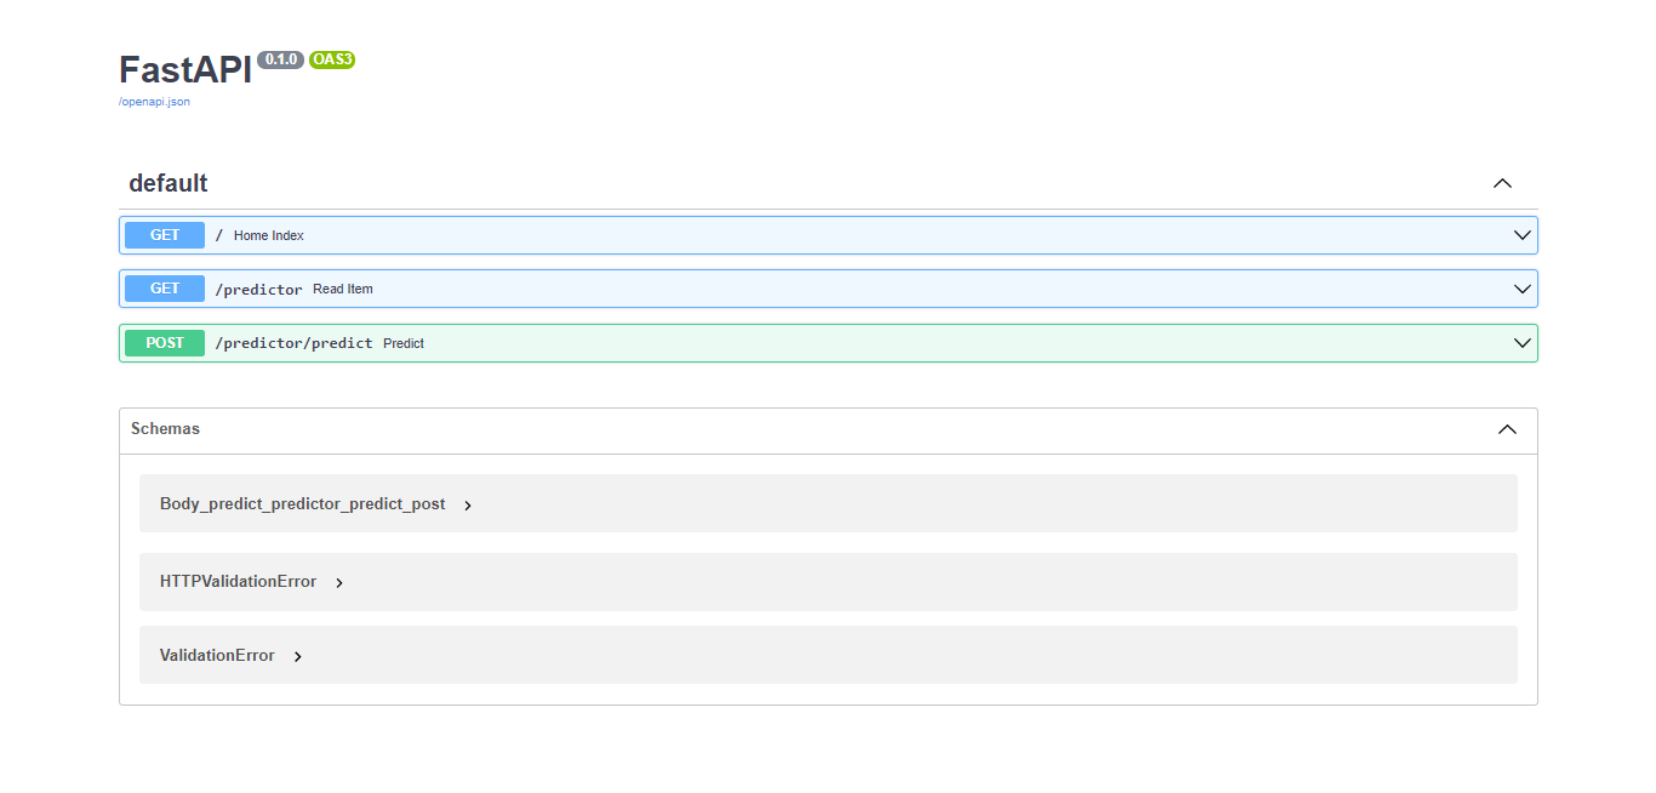 FastAPI 0.1.0 OAS3
/openapi.json
default
GET / Home Index
GET /predictor Read Item
POST /predictor/predict Predict
Schemas
Body_predict_predictor_predict_post
HTTPValidationError
ValidationError